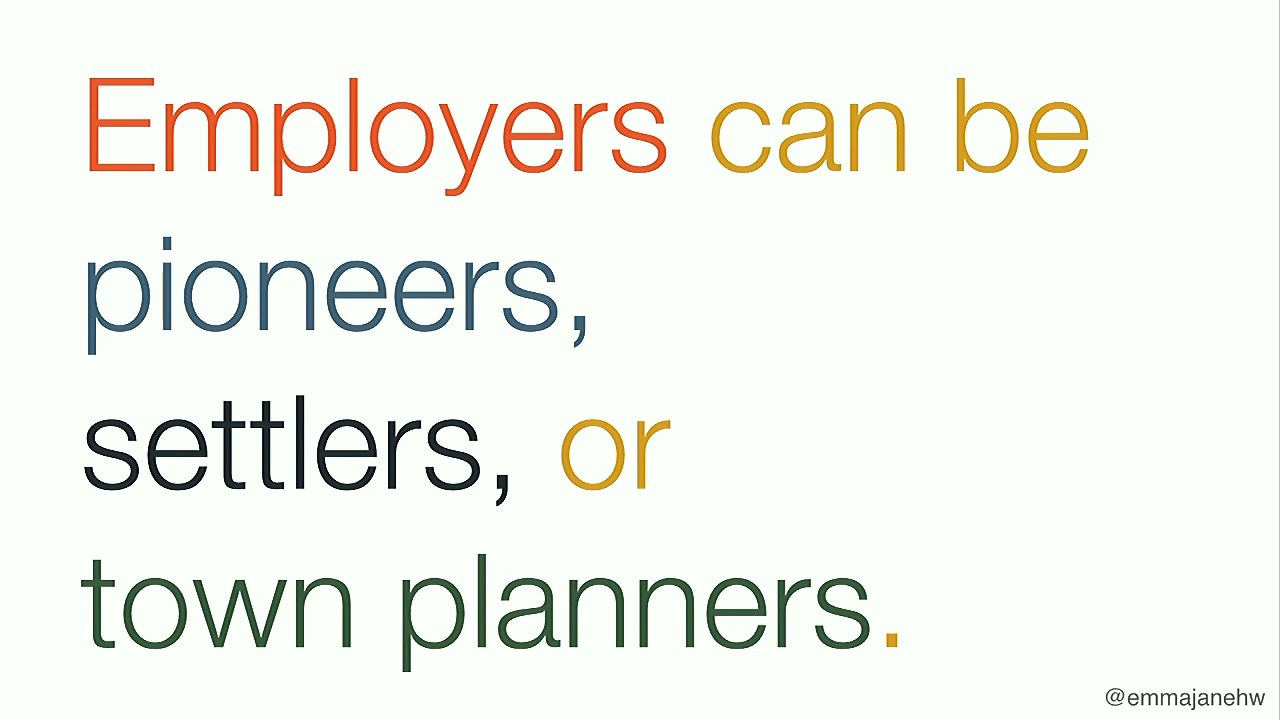 Employers can be
pioneers,
settlers, or
town planners.
@emmajanehw